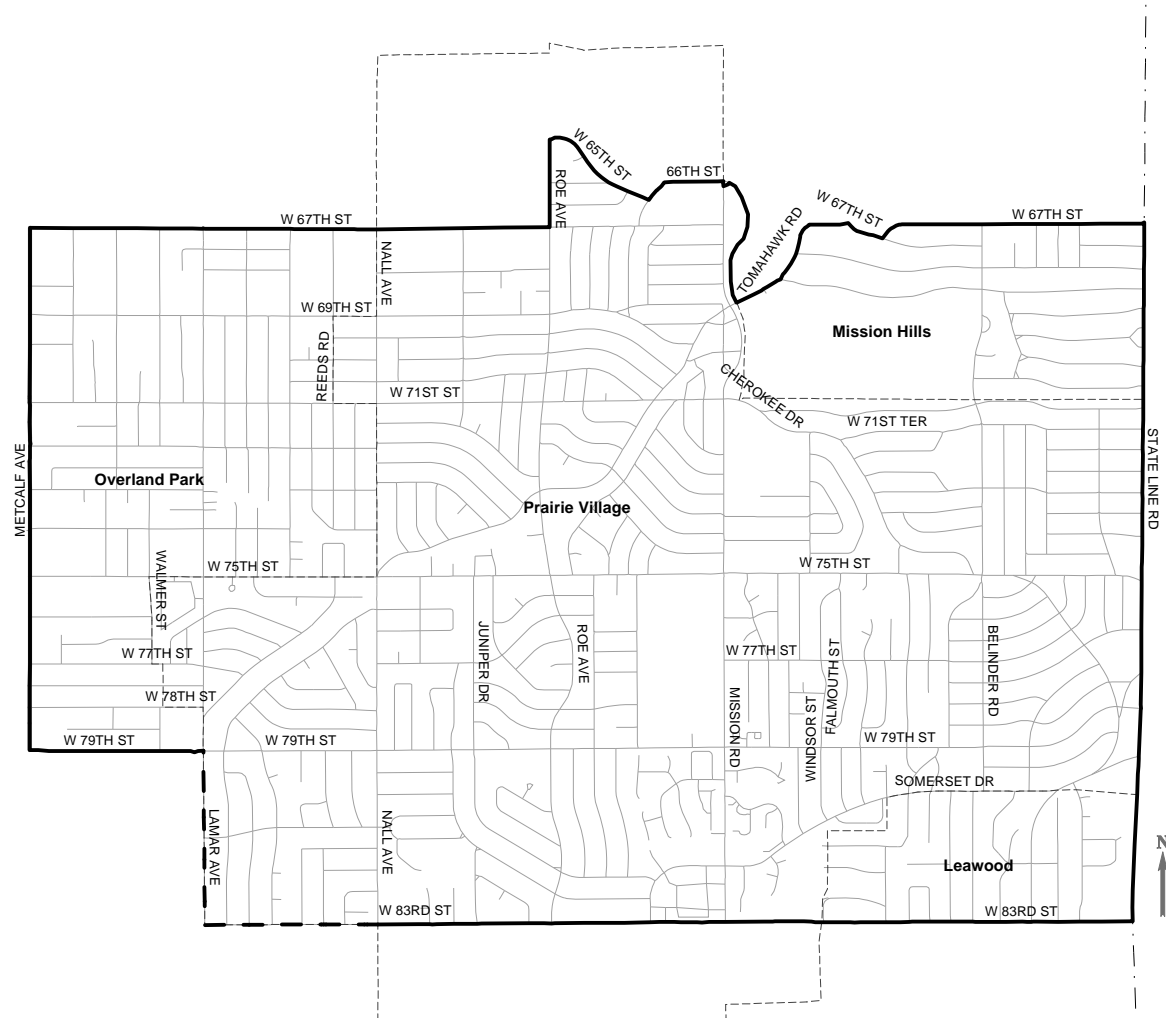 W 65TH ST
66TH ST
ROE AVE
W 67TH ST
W 67TH ST
W 67TH ST
TOMAHAWK RD
NALL AVE
W 69TH ST
Mission Hills
REEDS RD
CHEROKEE DR
W 71ST ST
W 71ST TER
METCALF AVE
Overland Park
STATE LINE RD
Prairie Village
WALMER ST
W 75TH ST
W 75TH ST
JUNIPER DR
ROE AVE
FALMOUTH ST
BELINDER RD
W 77TH ST
W 77TH ST
W 78TH ST
MISSION RD
WINDSOR ST
W 79TH ST
W 79TH ST
W 79TH ST
SOMERSET DR
LAMAR AVE
NALL AVE
N
Leawood
W 83RD ST
W 83RD ST